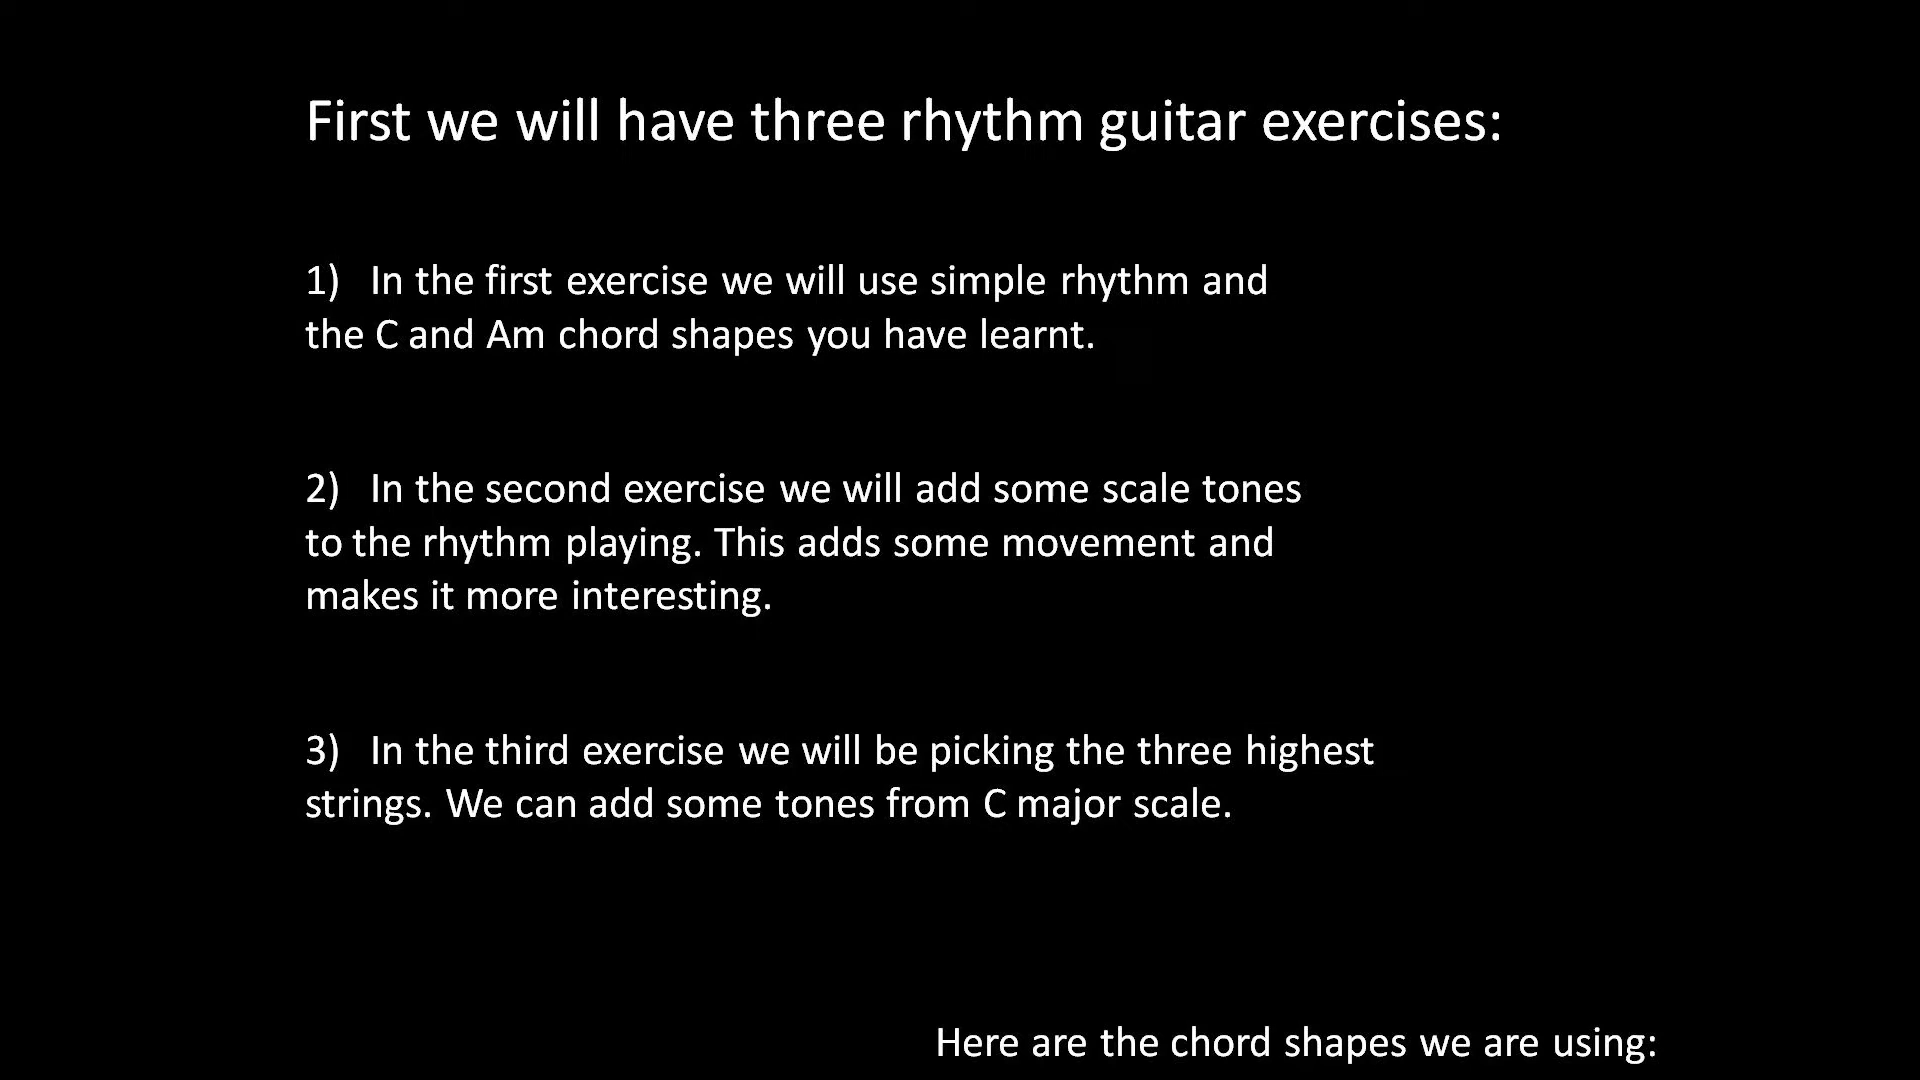 First we will have three rhythm guitar exercises:
1) In the first exercise we will use simple rhythm and
the C and Am chord shapes you have learnt.
2) In the second exercise we will add some scale tones
to the rhythm playing. This adds some movement and
makes it more interesting.
3) In the third exercise we will be picking the three highest
strings. We can add some tones from C major scale.
Here are the chord shapes we are using: